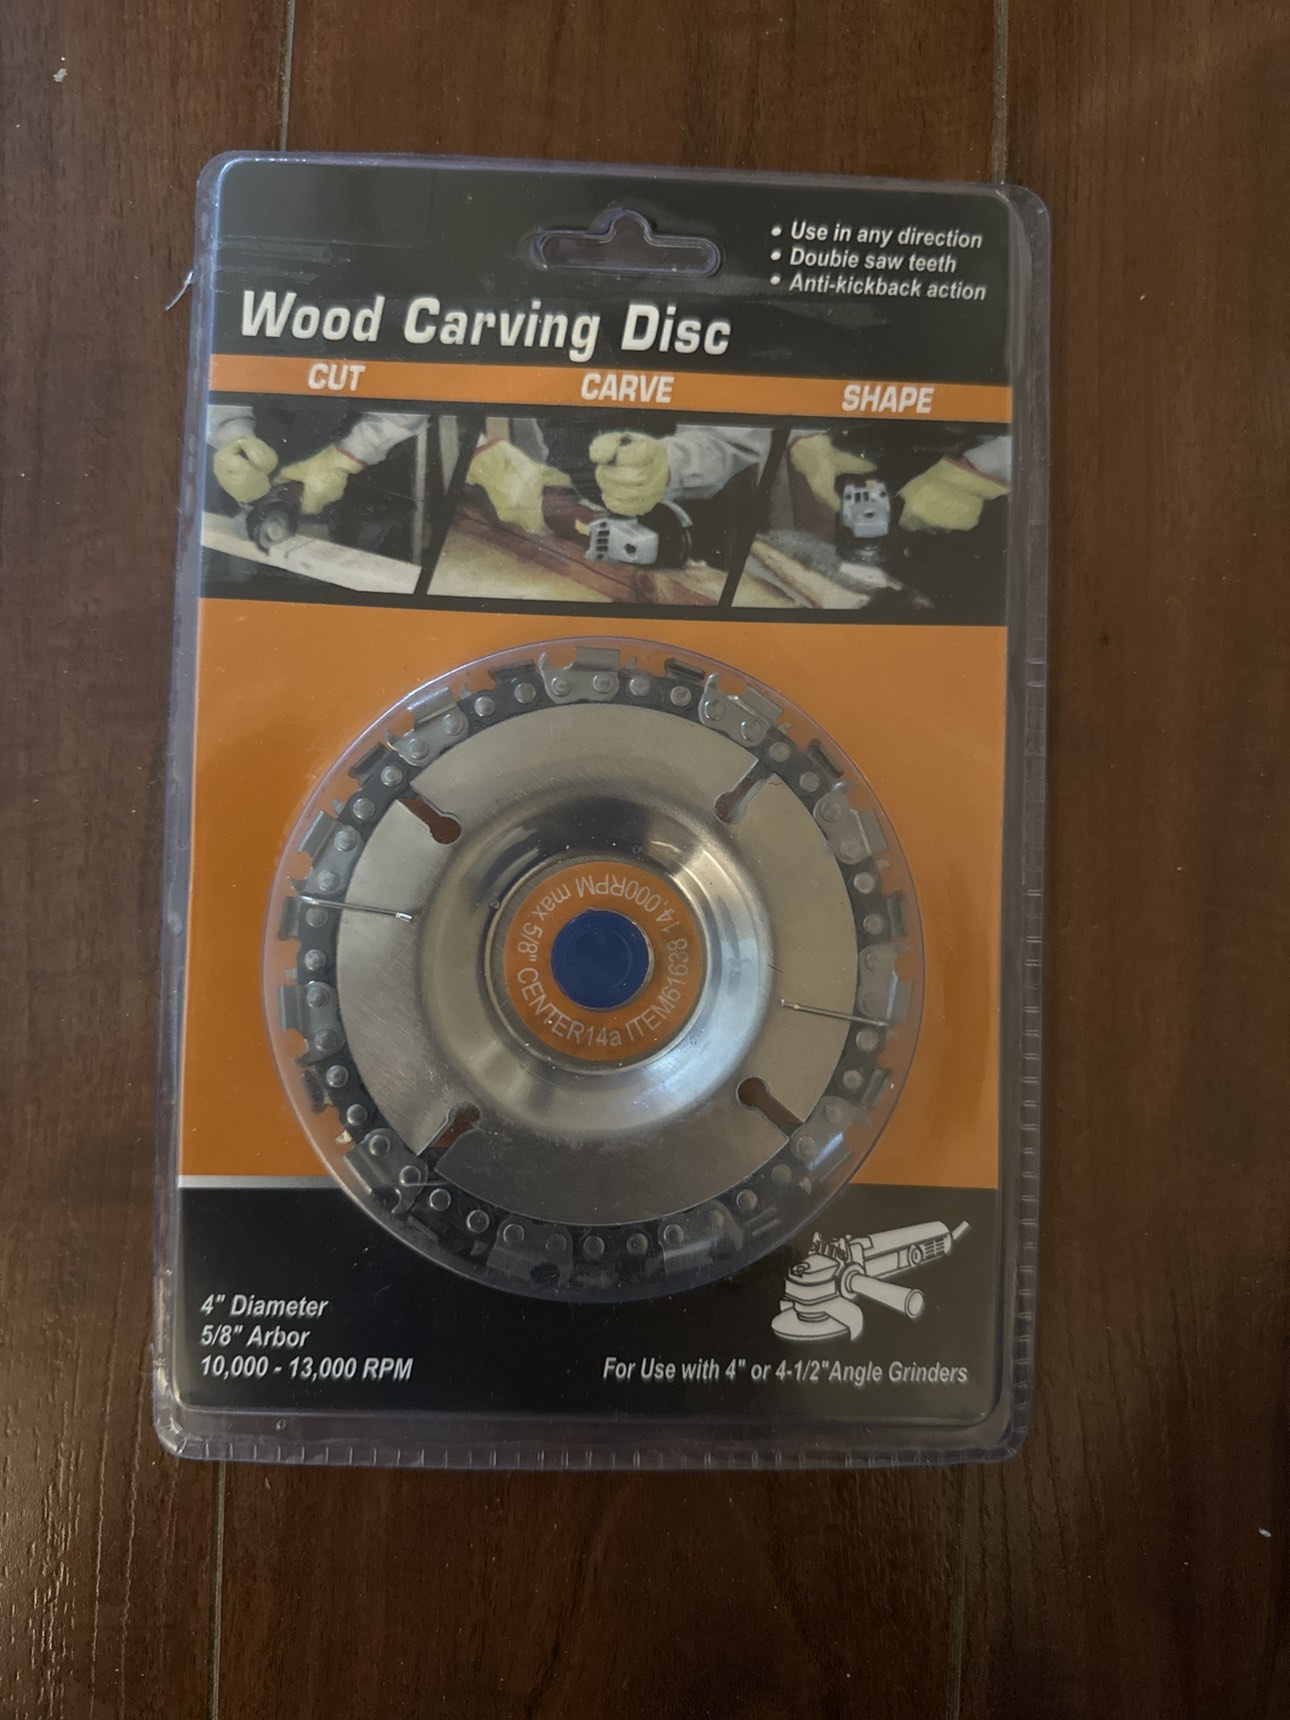 • Use in any direction
• Doubie saw teeth
• Anti-kickback action
Wood Carving Disc
CUT CARVE SHAPE
ITEM61638 14,000RPM max 5/8" CENTER14a
4" Diameter
5/8" Arbor
10,000 - 13,000 RPM
For Use with 4" or 4-1/2"Angle Grinders